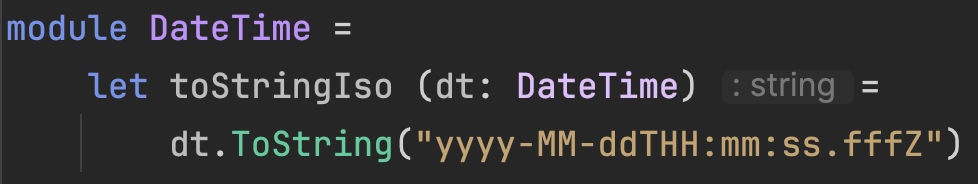 module DateTime =
let toStringIso (dt: DateTime) : string =
dt.ToString("yyyy-MM-ddTHH:mm:ss.fffZ")